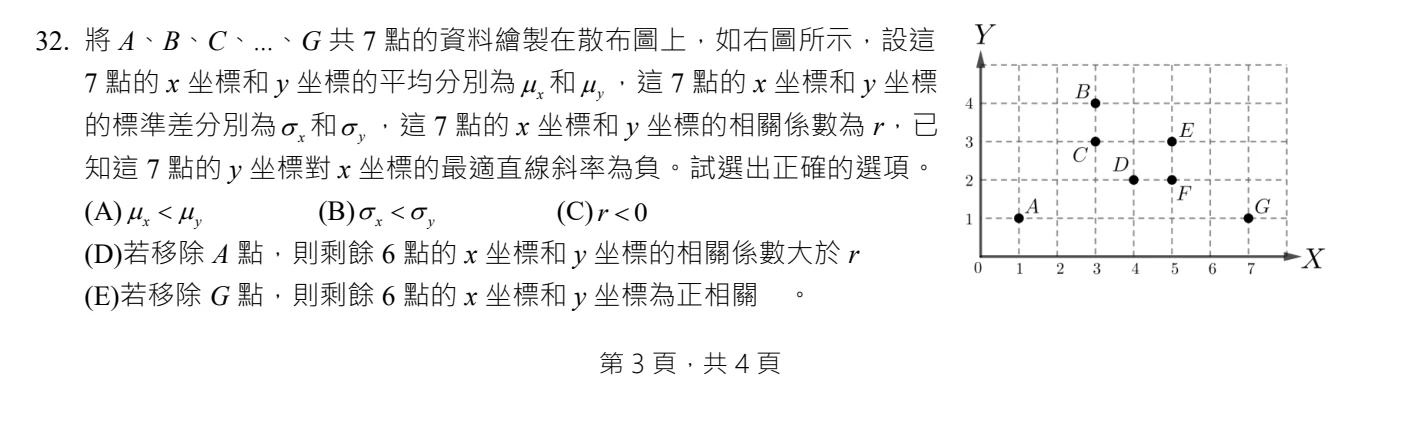 32. 將 A、B、C、…、G 共 7 點的資料繪製在散布圖上，如右圖所示，設這
7 點的 x 坐標和 y 坐標的平均分別為 μx 和 μy ，這 7 點的 x 坐標和 y 坐標
的標準差分別為 σx 和 σy ，這 7 點的 x 坐標和 y 坐標的相關係數為 r，已
知這 7 點的 y 坐標對 x 坐標的最適直線斜率為負。試選出正確的選項。
(A) μx < μy (B) σx < σy (C) r < 0
(D)若移除 A 點，則剩餘 6 點的 x 坐標和 y 坐標的相關係數大於 r
(E)若移除 G 點，則剩餘 6 點的 x 坐標和 y 坐標為正相關 。
Y
4 B
3 C E
2 D F
1 A G
0 1 2 3 4 5 6 7 X
第 3 頁，共 4 頁